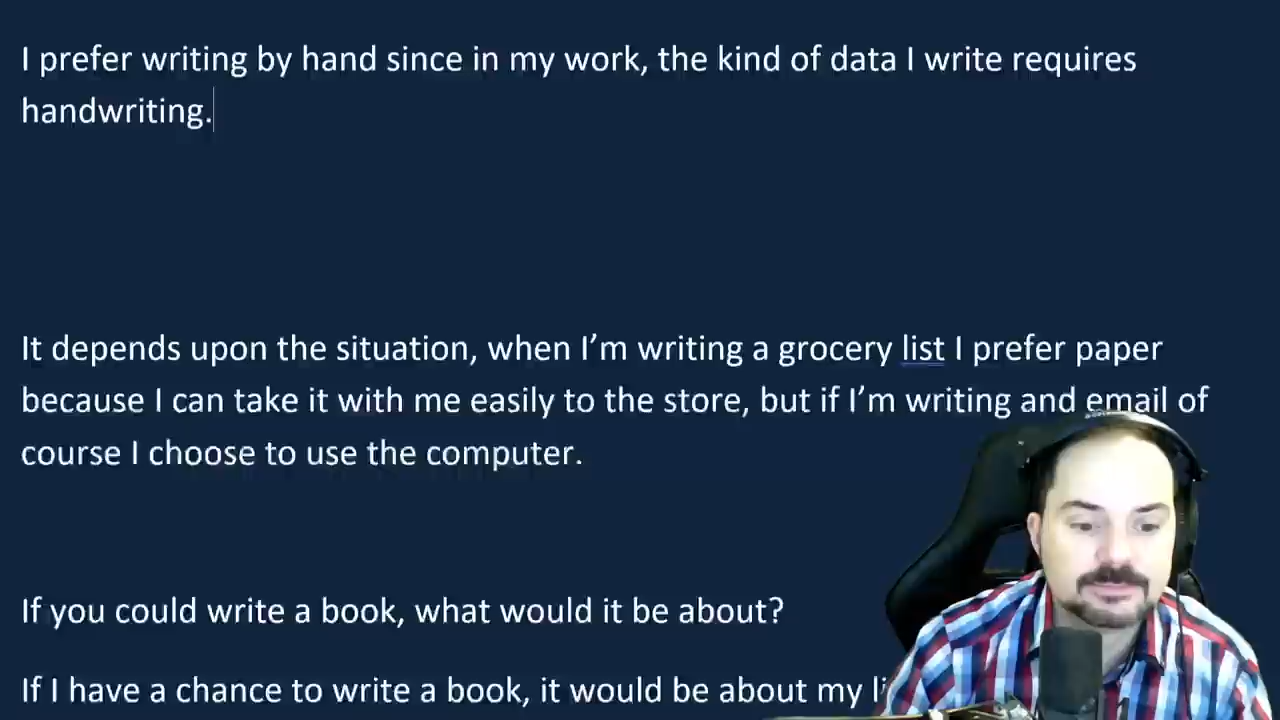 I prefer writing by hand since in my work, the kind of data I write requires
handwriting.
It depends upon the situation, when I’m writing a grocery list I prefer paper
because I can take it with me easily to the store, but if I’m writing and email of
course I choose to use the computer.
If you could write a book, what would it be about?
If I have a chance to write a book, it would be about my